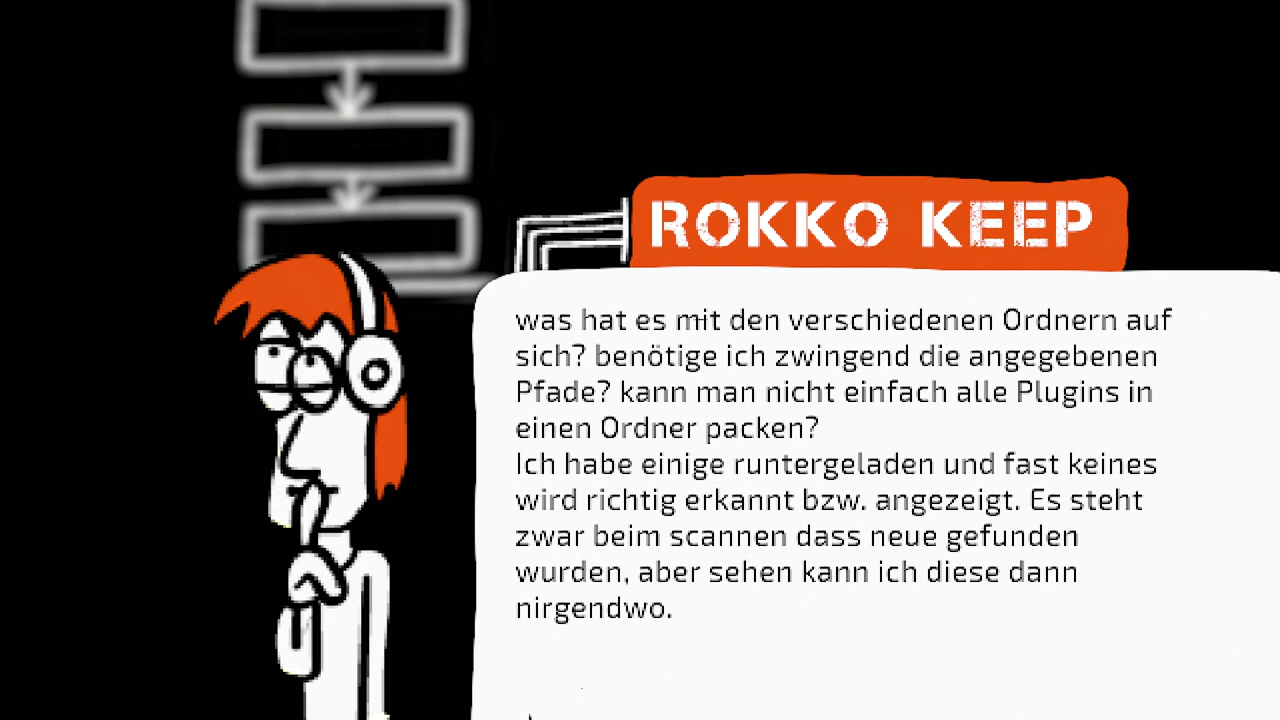 ROKKO KEEP
was hat es mit den verschiedenen Ordnern auf
sich? benötige ich zwingend die angegebenen
Pfade? kann man nicht einfach alle Plugins in
einen Ordner packen?
Ich habe einige runtergeladen und fast keines
wird richtig erkannt bzw. angezeigt. Es steht
zwar beim scannen dass neue gefunden
wurden, aber sehen kann ich diese dann
nirgendwo.